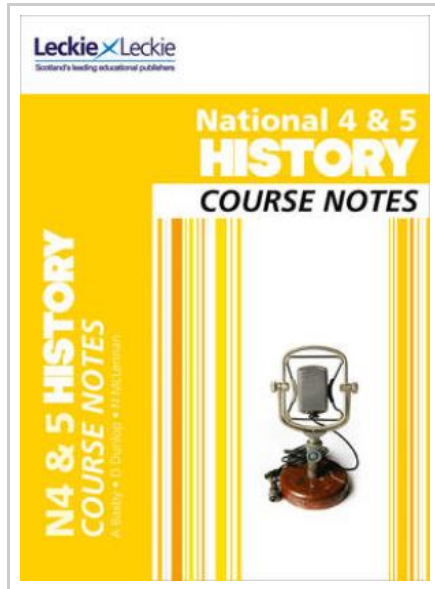 Leckie Leckie
Scotland's leading educational publishers
National 4 & 5
HISTORY
COURSE NOTES
N4 & 5 HISTORY
COURSE NOTES
A Baxby • D Dunlop • N McLennan